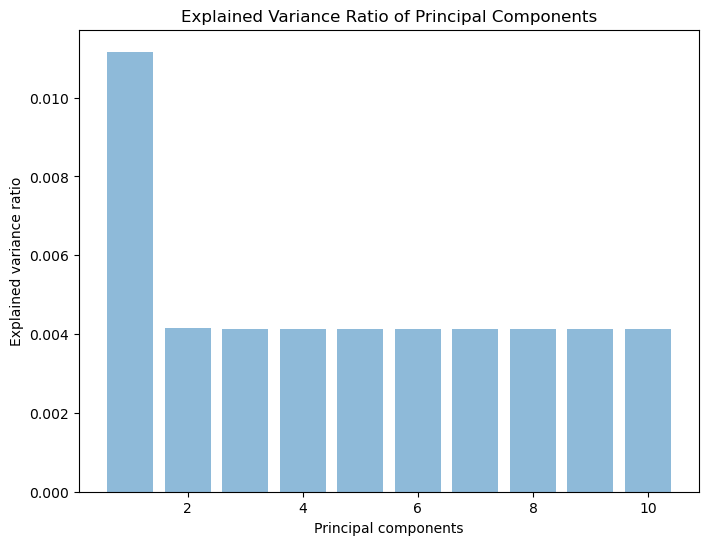 Explained Variance Ratio of Principal Components
0.010
0.008
0.006
0.004
0.002
0.000
Explained variance ratio
2 4 6 8 10
Principal components